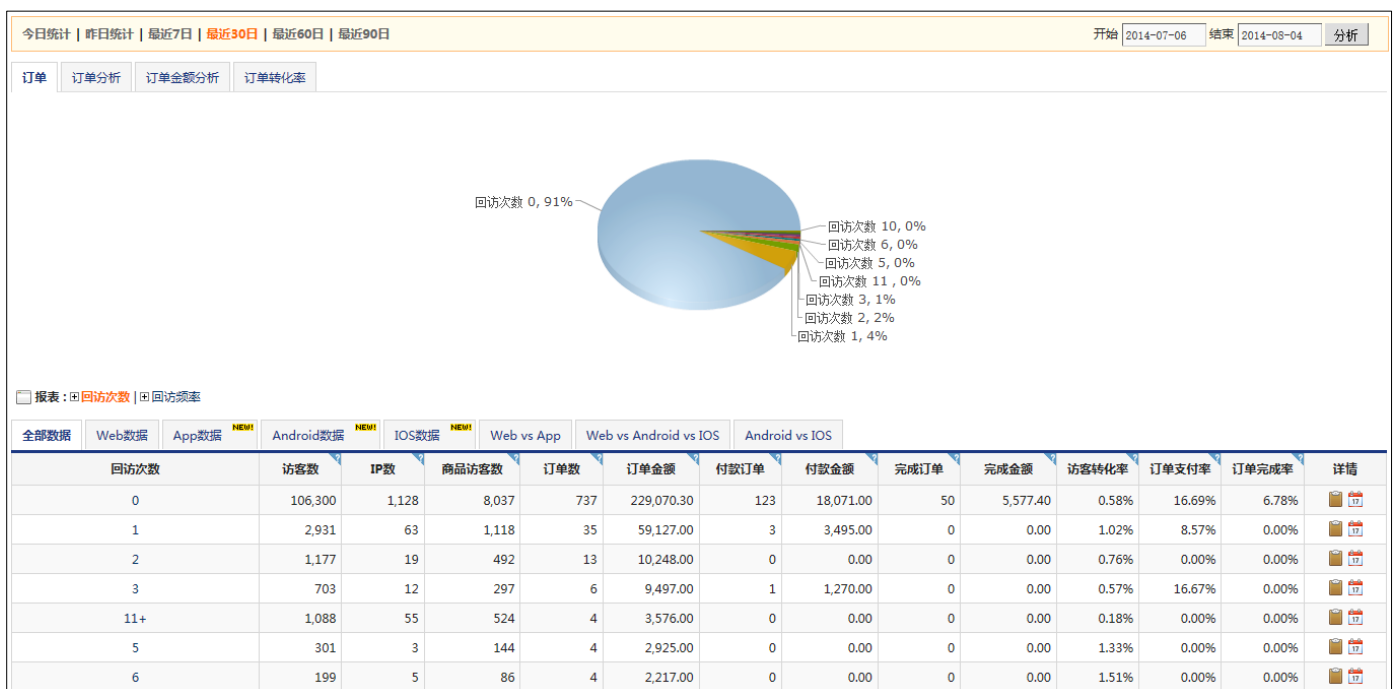 今日统计 | 昨日统计 | 最近7日 | 最近30日 | 最近60日 | 最近90日 开始 2014-07-06 结束 2014-08-04 分析
订单 订单分析 订单金额分析 订单转化率
回访次数 0, 91%
回访次数 10, 0%
回访次数 6, 0%
回访次数 5, 0%
回访次数 11 , 0%
回访次数 3, 1%
回访次数 2, 2%
回访次数 1, 4%
报表 : 回访次数 | 回访频率
全部数据 Web数据 App数据 NEW! Android数据 NEW! IOS数据 NEW! Web vs App Web vs Android vs IOS Android vs IOS
回访次数 访客数 ? IP数 ? 商品访客数 ? 订单数 ? 订单金额 ? 付款订单 ? 付款金额 ? 完成订单 ? 完成金额 ? 访客转化率 ? 订单支付率 ? 订单完成率 ? 详情
0 106,300 1,128 8,037 737 229,070.30 123 18,071.00 50 5,577.40 0.58% 16.69% 6.78% 17
1 2,931 63 1,118 35 59,127.00 3 3,495.00 0 0.00 1.02% 8.57% 0.00% 17
2 1,177 19 492 13 10,248.00 0 0.00 0 0.00 0.76% 0.00% 0.00% 17
3 703 12 297 6 9,497.00 1 1,270.00 0 0.00 0.57% 16.67% 0.00% 17
11+ 1,088 55 524 4 3,576.00 0 0.00 0 0.00 0.18% 0.00% 0.00% 17
5 301 3 144 4 2,925.00 0 0.00 0 0.00 1.33% 0.00% 0.00% 17
6 199 5 86 4 2,217.00 0 0.00 0 0.00 1.51% 0.00% 0.00% 17